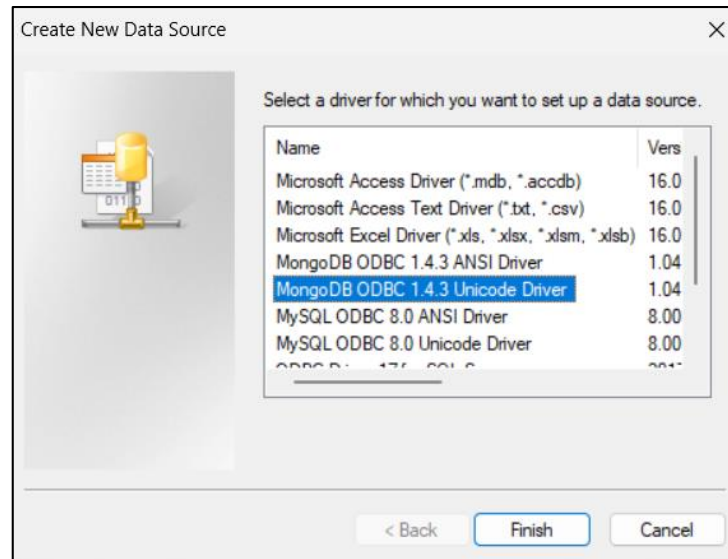 Create New Data Source
Select a driver for which you want to set up a data source.
Name Vers
Microsoft Access Driver (*.mdb, *.accdb) 16.0
Microsoft Access Text Driver (*.txt, *.csv) 16.0
Microsoft Excel Driver (*.xls, *.xlsx, *.xlsm, *.xlsb) 16.0
MongoDB ODBC 1.4.3 ANSI Driver 1.04
MongoDB ODBC 1.4.3 Unicode Driver 1.04
MySQL ODBC 8.0 ANSI Driver 8.00
MySQL ODBC 8.0 Unicode Driver 8.00
< Back Finish Cancel